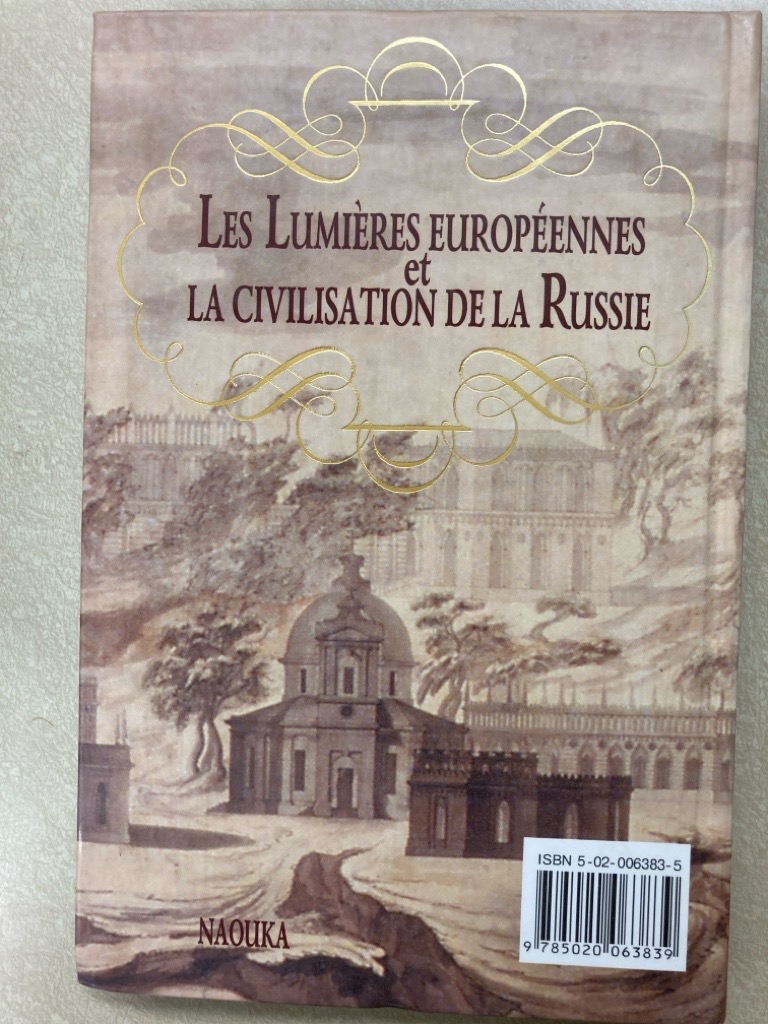 LES LUMIÈRES EUROPÉENNES
et
LA CIVILISATION DE LA RUSSIE
NAOUKA
ISBN 5-02-006383-5
9 785020 063839